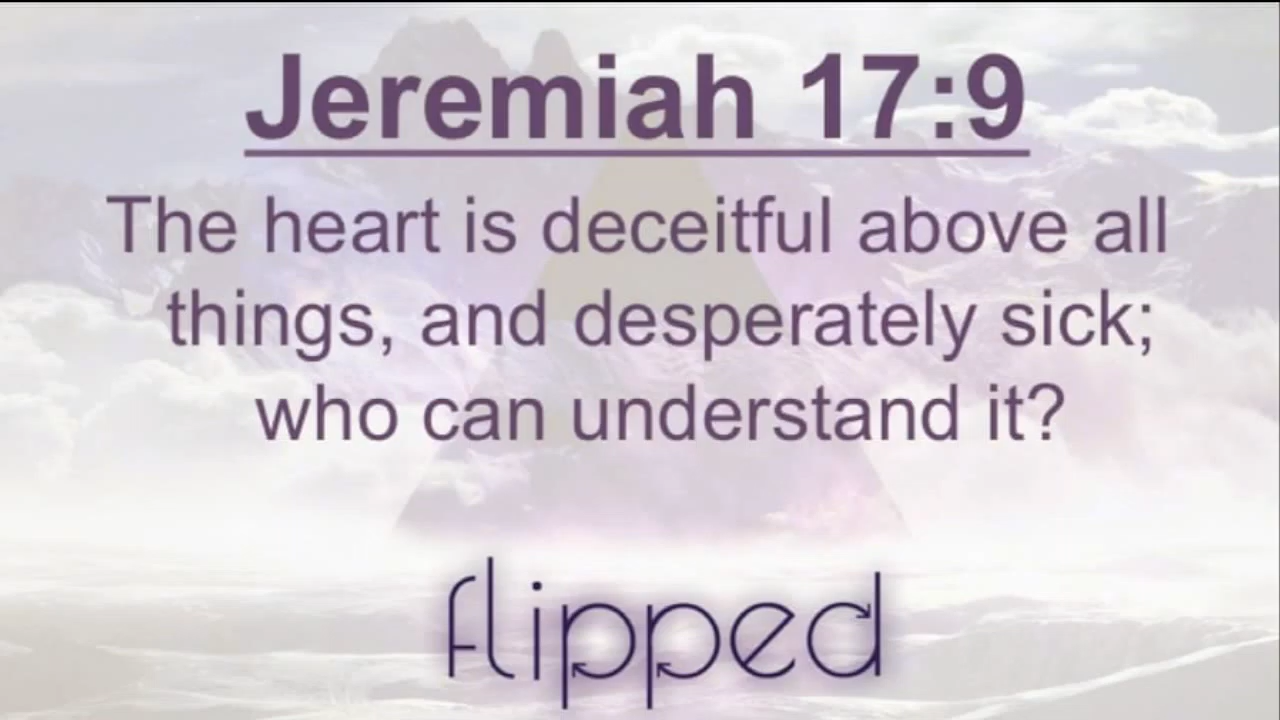 Jeremiah 17:9
The heart is deceitful above all
things, and desperately sick;
who can understand it?
flipped